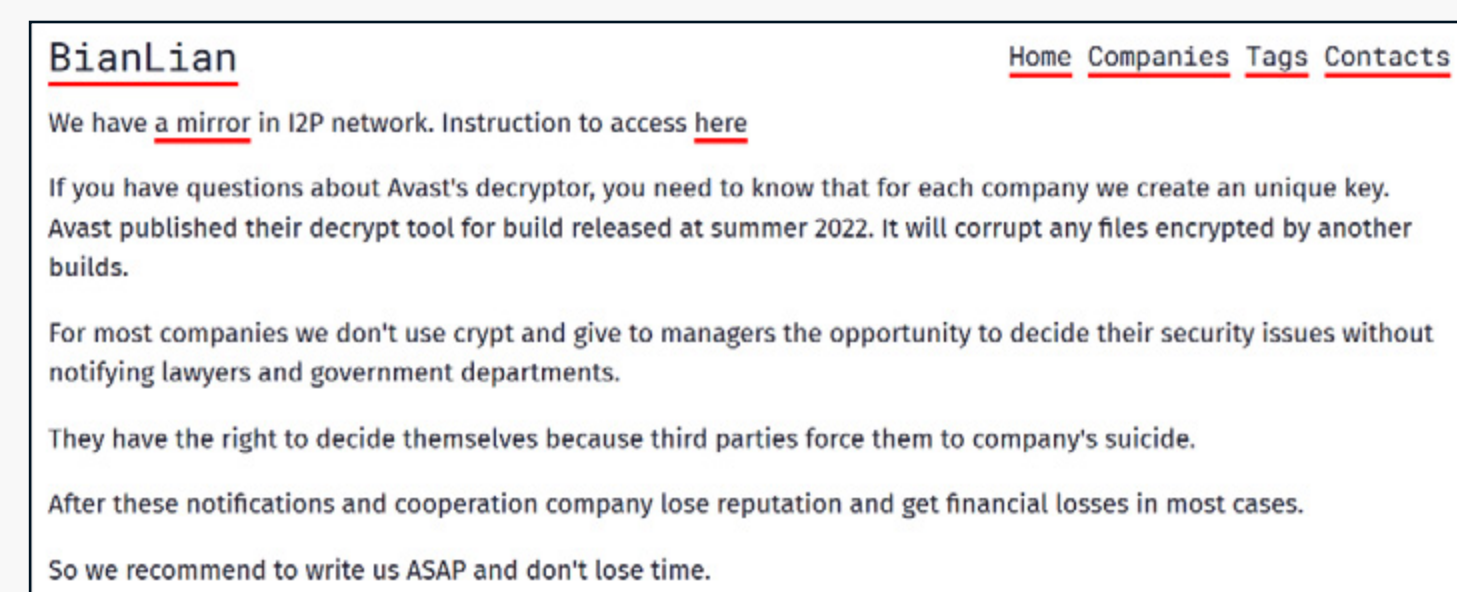 BianLian
Home Companies Tags Contacts
We have a mirror in I2P network. Instruction to access here
If you have questions about Avast's decryptor, you need to know that for each company we create an unique key.
Avast published their decrypt tool for build released at summer 2022. It will corrupt any files encrypted by another
builds.
For most companies we don't use crypt and give to managers the opportunity to decide their security issues without
notifying lawyers and government departments.
They have the right to decide themselves because third parties force them to company's suicide.
After these notifications and cooperation company lose reputation and get financial losses in most cases.
So we recommend to write us ASAP and don't lose time.